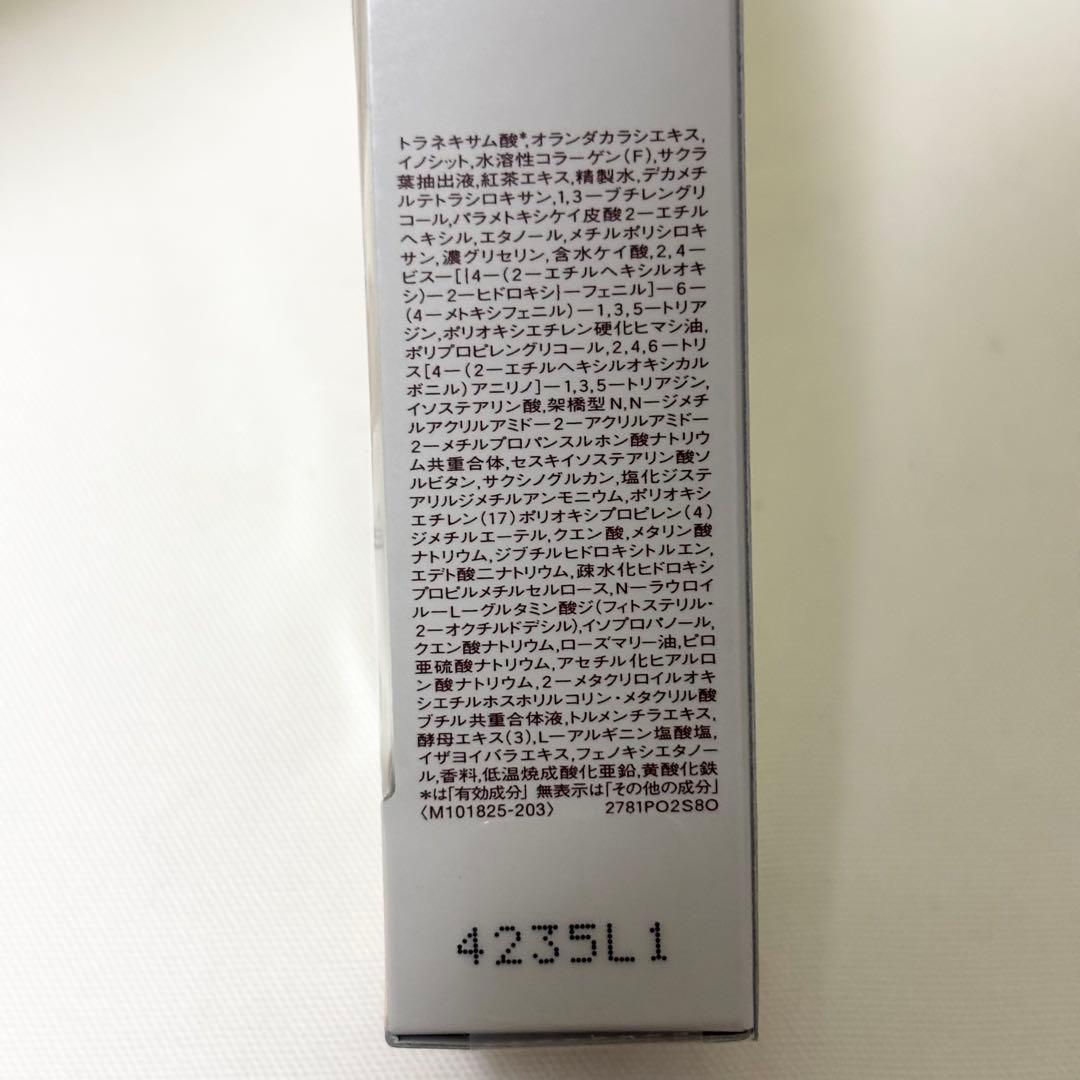 トラネキサム酸*,オランダカラシエキス,
イノシット,水溶性コラーゲン(F),サクラ
葉抽出液,紅茶エキス,精製水,デカメチ
ルテトラシロキサン,1,3－ブチレングリ
コール,パラメトキシケイ皮酸2－エチル
ヘキシル,エタノール,メチルポリシロキ
サン,濃グリセリン,含水ケイ酸,2,4－
ビス－[{4－(2－エチルヘキシルオキ
シ)－2－ヒドロキシ}－フェニル]－6－
(4－メトキシフェニル)－1,3,5－トリア
ジン,ポリオキシエチレン硬化ヒマシ油,
ポリプロピレングリコール,2,4,6－トリ
ス[4－(2－エチルヘキシルオキシカル
ボニル)アニリノ]－1,3,5－トリアジン,
イソステアリン酸,架橋型N,N－ジメチ
ルアクリルアミド－2－アクリルアミド－
2－メチルプロパンスルホン酸ナトリウ
ム共重合体,セスキイソステアリン酸ソ
ルビタン,サクシノグルカン,塩化ジステ
アリルジメチルアンモニウム,ポリオキシ
エチレン(17)ポリオキシプロピレン(4)
ジメチルエーテル,クエン酸,メタリン酸
ナトリウム,ジブチルヒドロキシトルエン,
エデト酸二ナトリウム,疎水化ヒドロキシ
プロピルメチルセルロース,N－ラウロイ
ル－L－グルタミン酸ジ(フィトステリル・
2－オクチルドデシル),イソプロパノール,
クエン酸ナトリウム,ローズマリー油,ピロ
亜硫酸ナトリウム,アセチル化ヒアルロ
ン酸ナトリウム,2－メタクリロイルオキ
シエチルホスホリルコリン・メタクリル酸
ブチル共重合体液,トルメンチラエキス,
酵母エキス(3),L－アルギニン塩酸塩,
イザヨイバラエキス,フェノキシエタノー
ル,香料,低温焼成酸化亜鉛,黄酸化鉄
*は「有効成分」無表示は「その他の成分」
〈M101825-203〉 2781PO2S8O
4235L1